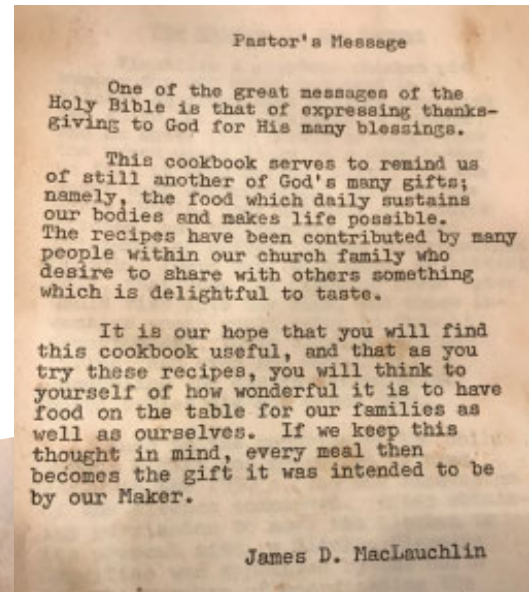 Pastor's Message
One of the great messages of the
Holy Bible is that of expressing thanks-
giving to God for His many blessings.
This cookbook serves to remind us
of still another of God's many gifts;
namely, the food which daily sustains
our bodies and makes life possible.
The recipes have been contributed by many
people within our church family who
desire to share with others something
which is delightful to taste.
It is our hope that you will find
this cookbook useful, and that as you
try these recipes, you will think to
yourself of how wonderful it is to have
food on the table for our families as
well as ourselves. If we keep this
thought in mind, every meal then
becomes the gift it was intended to be
by our Maker.
James D. MacLauchlin